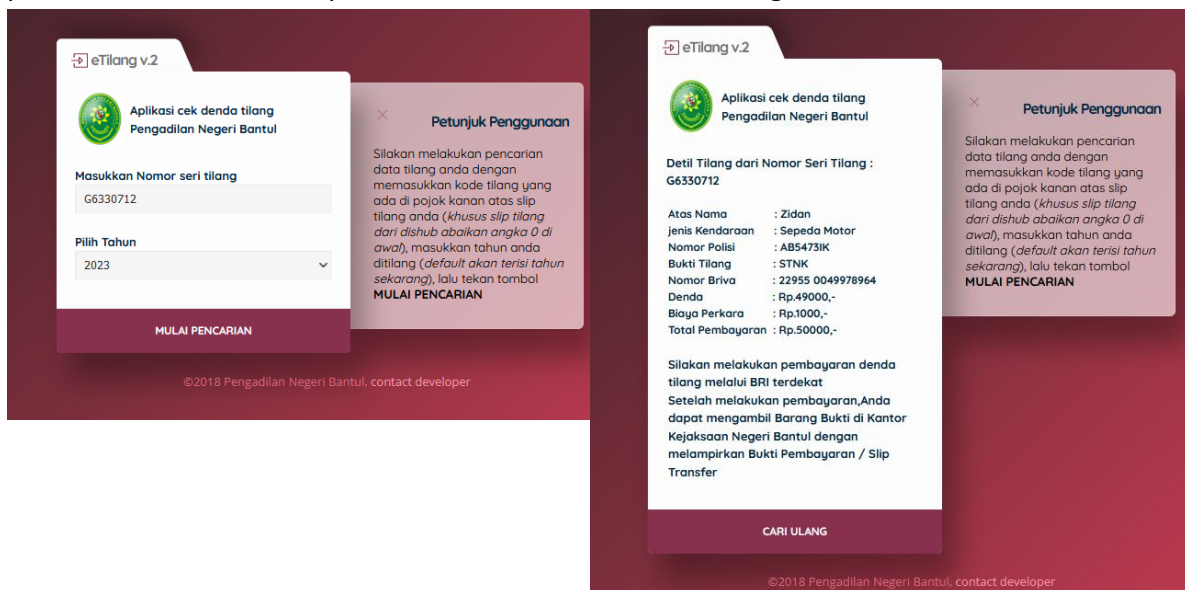 eTilang v.2
Aplikasi cek denda tilang
Pengadilan Negeri Bantul
Masukkan Nomor seri tilang
G6330712
Pilih Tahun
2023
MULAI PENCARIAN
Petunjuk Penggunaan
Silakan melakukan pencarian
data tilang anda dengan
memasukkan kode tilang yang
ada di pojok kanan atas slip
tilang anda (khusus slip tilang
dari dishub abaikan angka 0 di
awal), masukkan tahun anda
ditilang (default akan terisi tahun
sekarang), lalu tekan tombol
MULAI PENCARIAN
©2018 Pengadilan Negeri Bantul, contact developer
eTilang v.2
Aplikasi cek denda tilang
Pengadilan Negeri Bantul
Detil Tilang dari Nomor Seri Tilang :
G6330712
Atas Nama : Zidan
jenis Kendaraan : Sepeda Motor
Nomor Polisi : AB5473IK
Bukti Tilang : STNK
Nomor Briva : 22955 0049978964
Denda : Rp.49000,-
Biaya Perkara : Rp.1000,-
Total Pembayaran : Rp.50000,-
Silakan melakukan pembayaran denda
tilang melalui BRI terdekat
Setelah melakukan pembayaran,Anda
dapat mengambil Barang Bukti di Kantor
Kejaksaan Negeri Bantul dengan
melampirkan Bukti Pembayaran / Slip
Transfer
CARI ULANG
Petunjuk Penggunaan
Silakan melakukan pencarian
data tilang anda dengan
memasukkan kode tilang yang
ada di pojok kanan atas slip
tilang anda (khusus slip tilang
dari dishub abaikan angka 0 di
awal), masukkan tahun anda
ditilang (default akan terisi tahun
sekarang), lalu tekan tombol
MULAI PENCARIAN
©2018 Pengadilan Negeri Bantul, contact developer